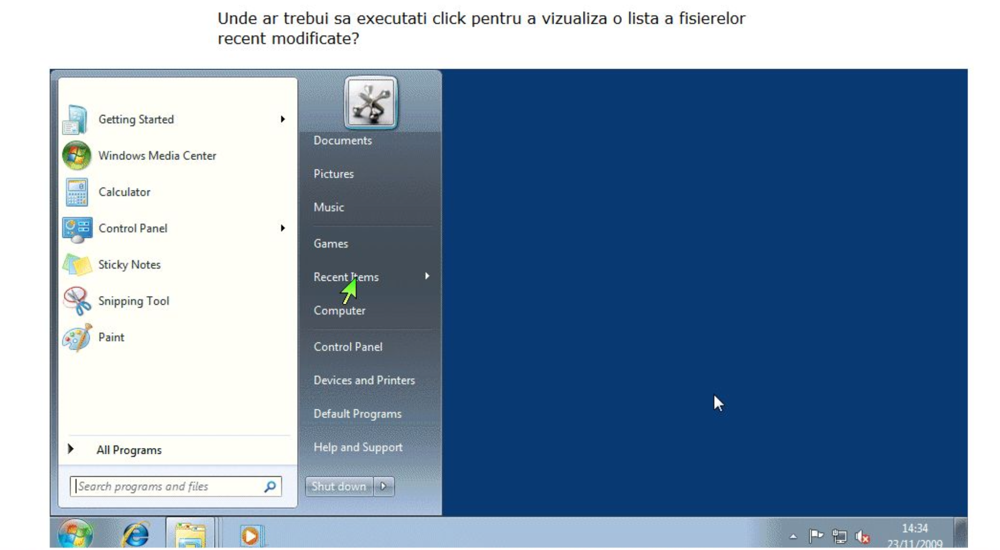 Unde ar trebui sa executati click pentru a vizualiza o lista a fisierelor
recent modificate?
Getting Started
Windows Media Center
Calculator
Control Panel
Sticky Notes
Snipping Tool
Paint
All Programs
Search programs and files
Documents
Pictures
Music
Games
Recent Items
Computer
Control Panel
Devices and Printers
Default Programs
Help and Support
Shut down
14:34
23/11/2009